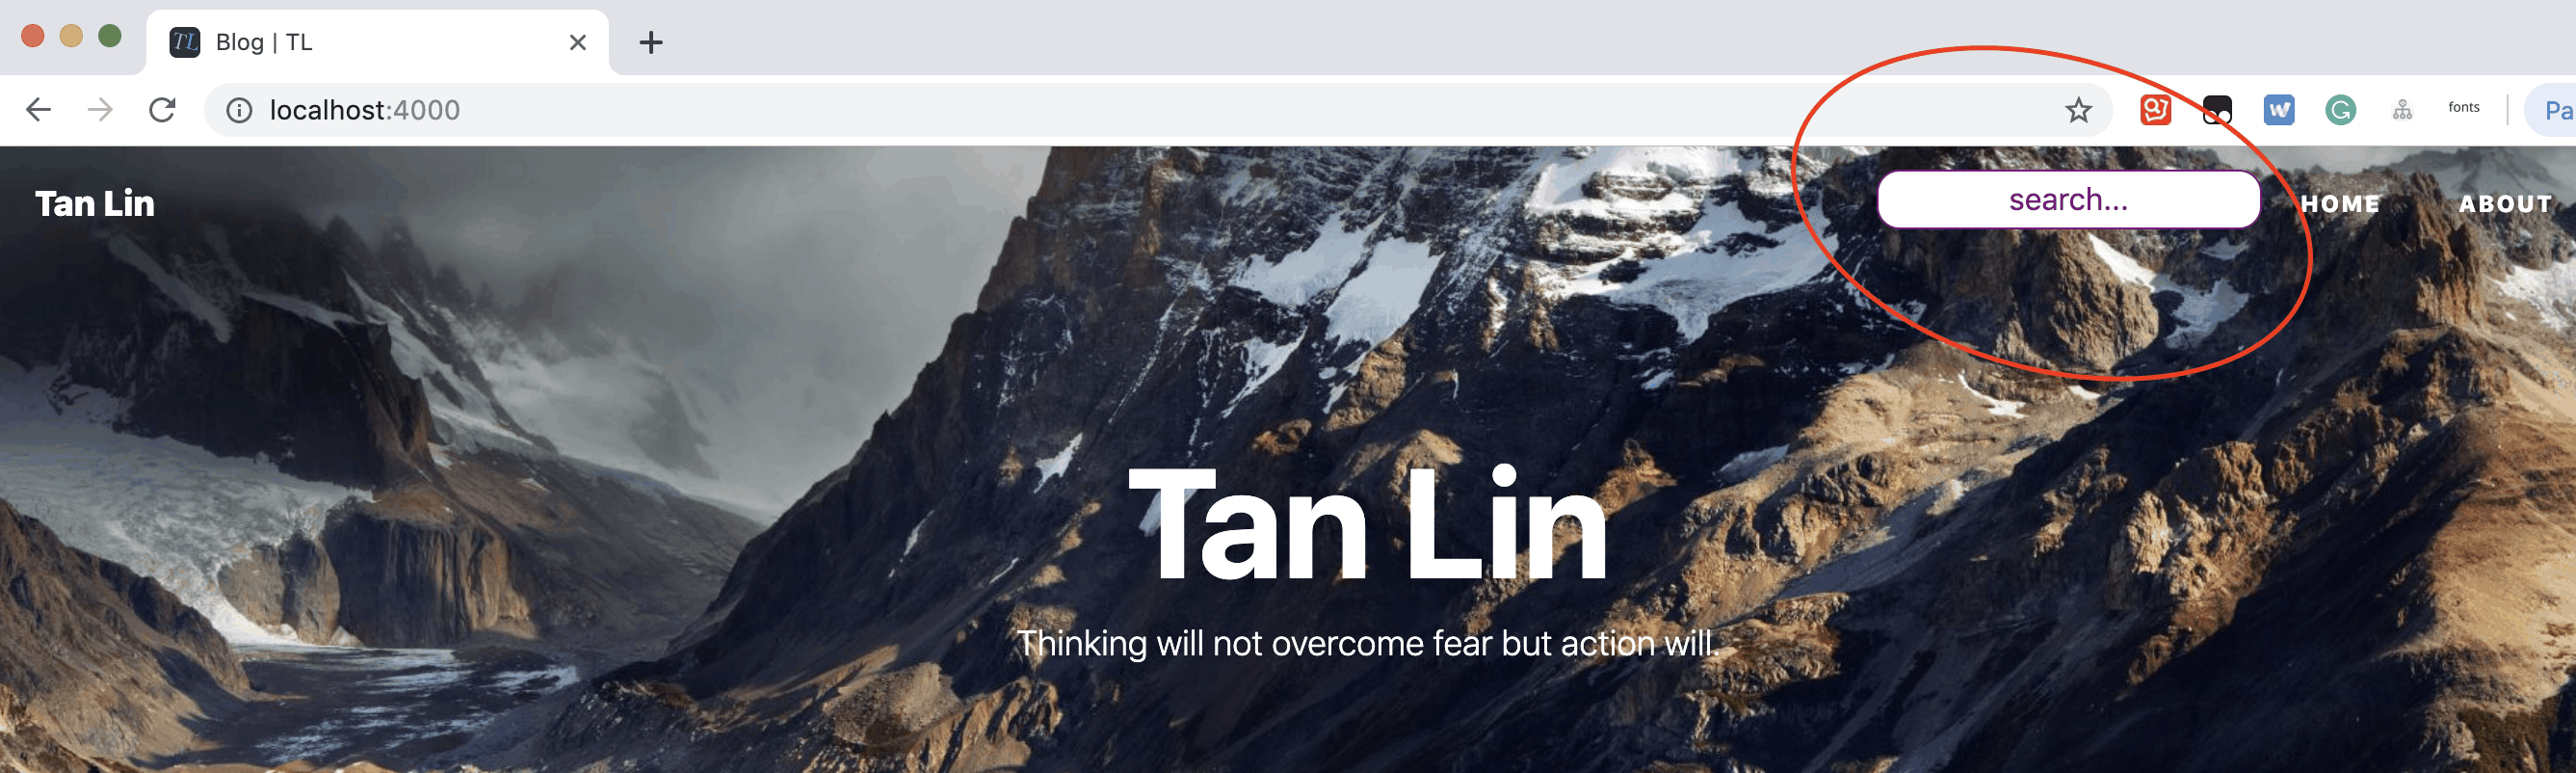 TL Blog | TL
localhost:4000
fonts
Pa
Tan Lin
search...
HOME
ABOUT
Tan Lin
Thinking will not overcome fear but action will.